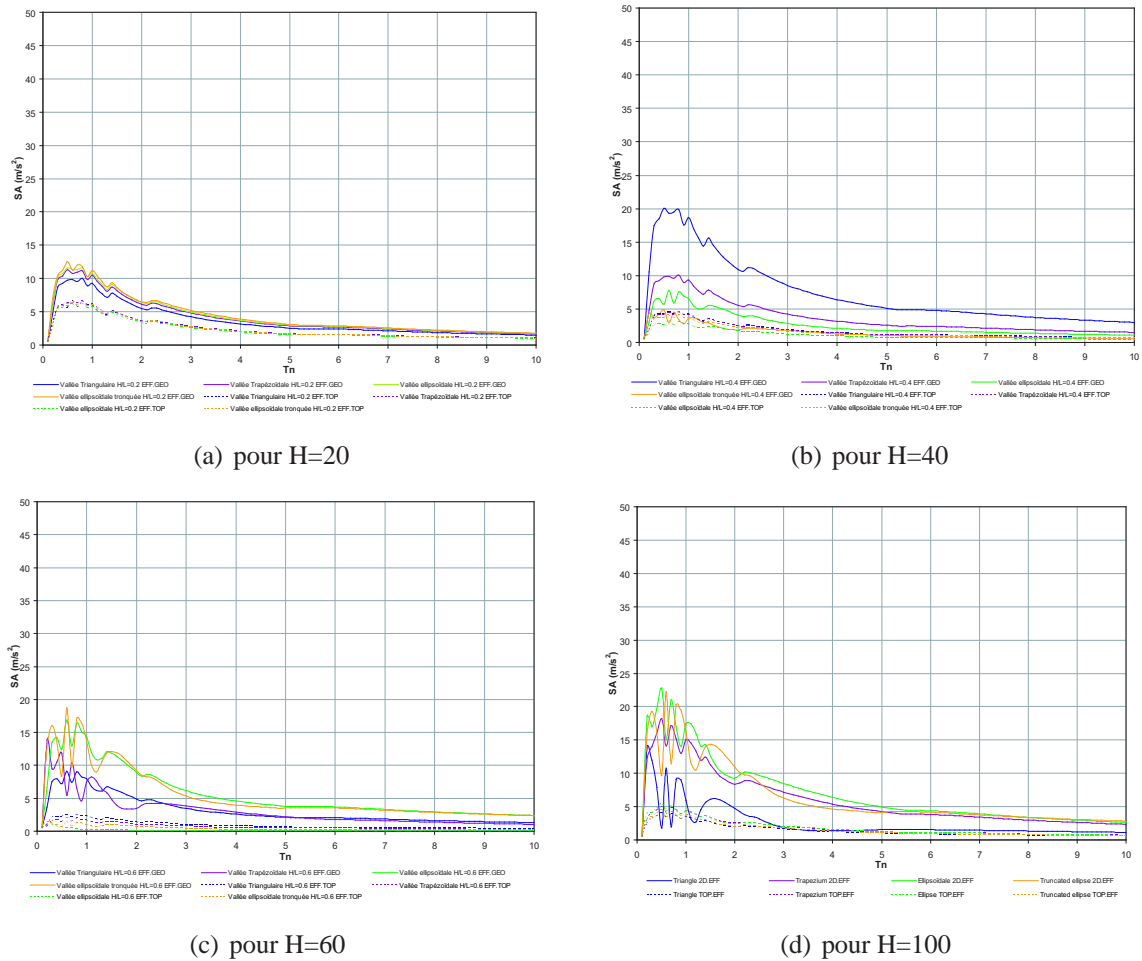 50
45
40
35
30
25
20
15
10
5
0
SA (m/s²)
0 1 2 3 4 5 6 7 8 9 10
Tn
Vallée Triangulaire H/L=0.2 EFF.GEO
Vallée Trapézoïdale H/L=0.2 EFF.GEO
Vallée ellipsoïdale H/L=0.2 EFF.GEO
Vallée ellipsoïdale tronquée H/L=0.2 EFF.GEO
Vallée Triangulaire H/L=0.2 EFF.TOP
Vallée Trapézoïdale H/L=0.2 EFF.TOP
Vallée ellipsoïdale H/L=0.2 EFF.TOP
Vallée ellipsoïdale tronquée H/L=0.2 EFF.TOP
(a) pour H=20
50
45
40
35
30
25
20
15
10
5
0
SA (m/s²)
0 1 2 3 4 5 6 7 8 9 10
Tn
Vallée Triangulaire H/L=0.4 EFF.GEO
Vallée Trapézoïdale H/L=0.4 EFF.GEO
Vallée ellipsoïdale H/L=0.4 EFF.GEO
Vallée ellipsoïdale tronquée H/L=0.4 EFF.GEO
Vallée Triangulaire H/L=0.4 EFF.TOP
Vallée Trapézoïdale H/L=0.4 EFF.TOP
Vallée ellipsoïdale H/L=0.4 EFF.TOP
Vallée ellipsoïdale tronquée H/L=0.4 EFF.TOP
(b) pour H=40
50
45
40
35
30
25
20
15
10
5
0
SA (m/s²)
0 1 2 3 4 5 6 7 8 9 10
Tn
Vallée Triangulaire H/L=0.6 EFF.GEO
Vallée Trapézoïdale H/L=0.6 EFF.GEO
Vallée ellipsoïdale H/L=0.6 EFF.GEO
Vallée ellipsoïdale tronquée H/L=0.6 EFF.GEO
Vallée Triangulaire H/L=0.6 EFF.TOP
Vallée Trapézoïdale H/L=0.6 EFF.TOP
Vallée ellipsoïdale H/L=0.6 EFF.TOP
Vallée ellipsoïdale tronquée H/L=0.6 EFF.TOP
(c) pour H=60
50
45
40
35
30
25
20
15
10
5
0
SA (m/s²)
0 1 2 3 4 5 6 7 8 9 10
Tn
Triangle 2D.EFF
Trapezium 2D.EFF
Ellipsoïdale 2D.EFF
Truncated ellipse 2D.EFF
Triangle TOP.EFF
Trapezium TOP.EFF
Ellipse TOP.EFF
Truncated ellipse TOP.EFF
(d) pour H=100